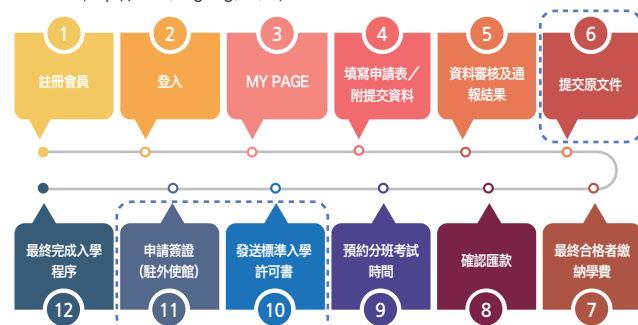 1
註冊會員
2
登入
3
MY PAGE
4
填寫申請表／
附提交資料
5
資料審核及通
報結果
6
提交原文件
最終完成入學
程序
12
申請簽證
(駐外使館)
11
發送標準入學
許可書
10
預約分班考試
時間
9
確認匯款
8
最終合格者繳
納學費
7